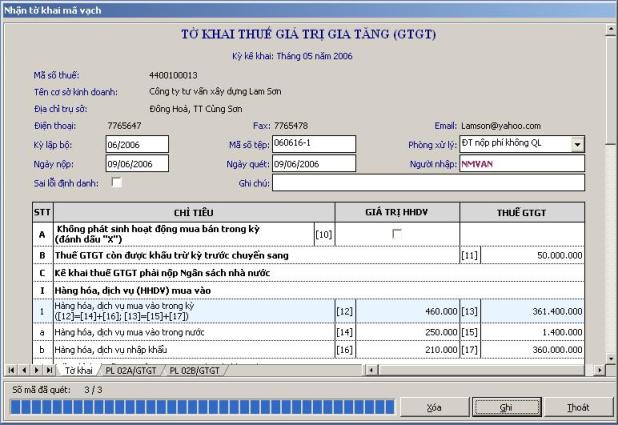 Nhận tờ khai mã vạch
TỜ KHAI THUẾ GIÁ TRỊ GIA TĂNG (GTGT)
Kỳ kê khai: Tháng 05 năm 2006
Mã số thuế: 4400100013
Tên cơ sở kinh doanh: Công ty tư vấn xây dựng Lam Sơn
Địa chỉ trụ sở: Đông Hoà, TT Củng Sơn
Điện thoại: 7765647 Fax: 7765478 Email: Lamson@yahoo.com
Kỳ lập bộ: 06/2006 Mã số tệp: 060616-1 Phòng xử lý: ĐT nộp phí không QL
Ngày nộp: 09/06/2006 Ngày quét: 09/06/2006 Người nhập: NMVAN
Sai lỗi định danh: Ghi chú:
STT CHỈ TIÊU GIÁ TRỊ HHDV THUẾ GTGT
A Không phát sinh hoạt động mua bán trong kỳ
(đánh dấu "X") [10]
B Thuế GTGT còn được khấu trừ kỳ trước chuyển sang [11] 50.000.000
C Kê khai thuế GTGT phải nộp Ngân sách nhà nước
I Hàng hóa, dịch vụ (HHDV) mua vào
1 Hàng hóa, dịch vụ mua vào trong kỳ
([12]=[14]+[16]; [13]=[15]+[17]) [12] 460.000 [13] 361.400.000
a Hàng hóa, dịch vụ mua vào trong nước [14] 250.000 [15] 1.400.000
b Hàng hóa, dịch vụ nhập khẩu [16] 210.000 [17] 360.000.000
Tờ khai PL 02A/GTGT PL 02B/GTGT
Số mã đã quét: 3 / 3
Xóa Ghi Thoát